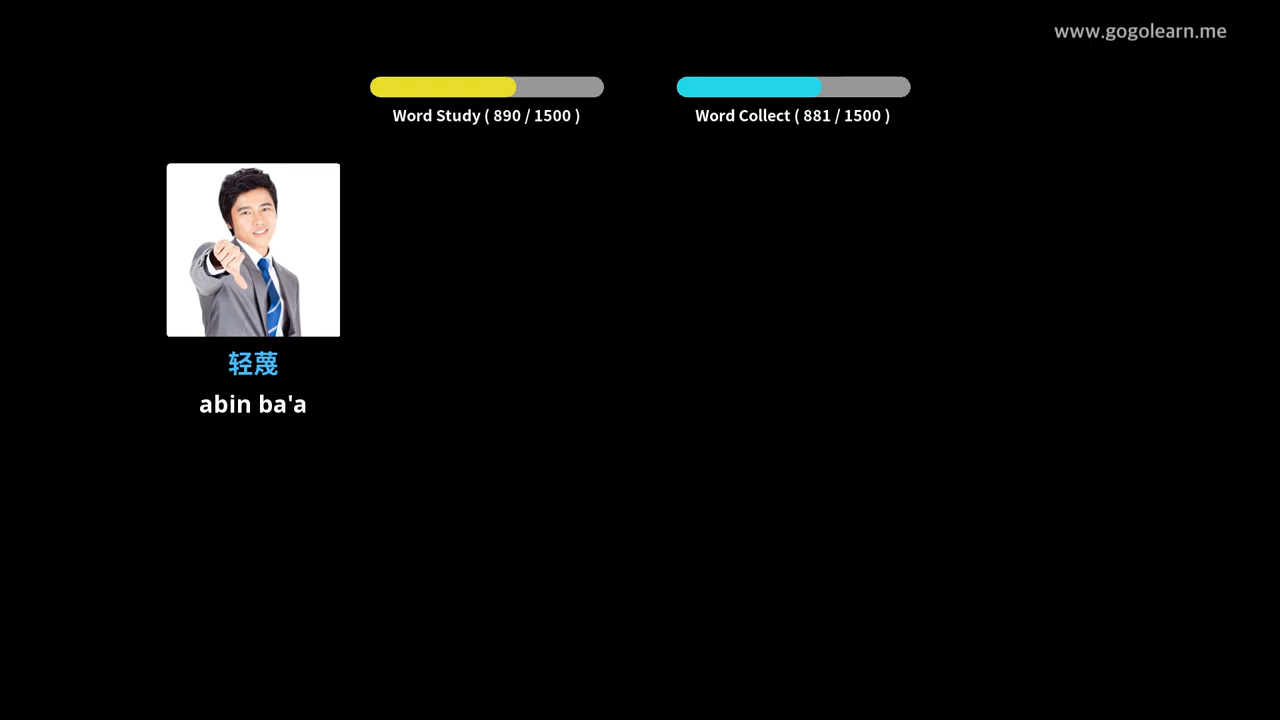 www.gogolearn.me
Word Study ( 890 / 1500 )
Word Collect ( 881 / 1500 )
轻蔑
abin ba'a